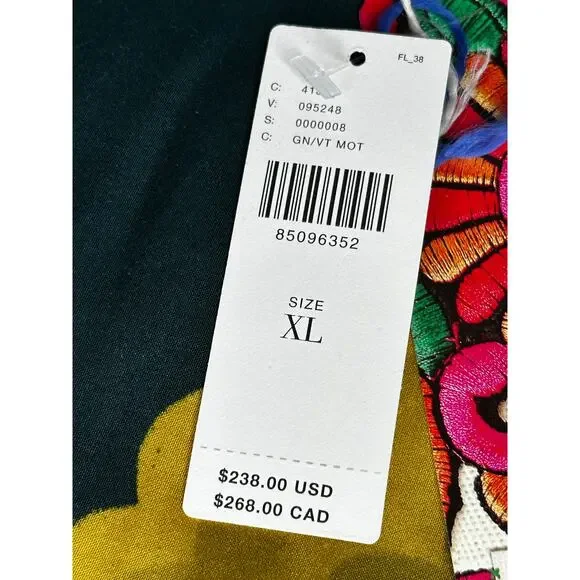 FL_38
C:
V: 095248
S: 0000008
C: GN/VT MOT
85096352
SIZE
XL
$238.00 USD
$268.00 CAD